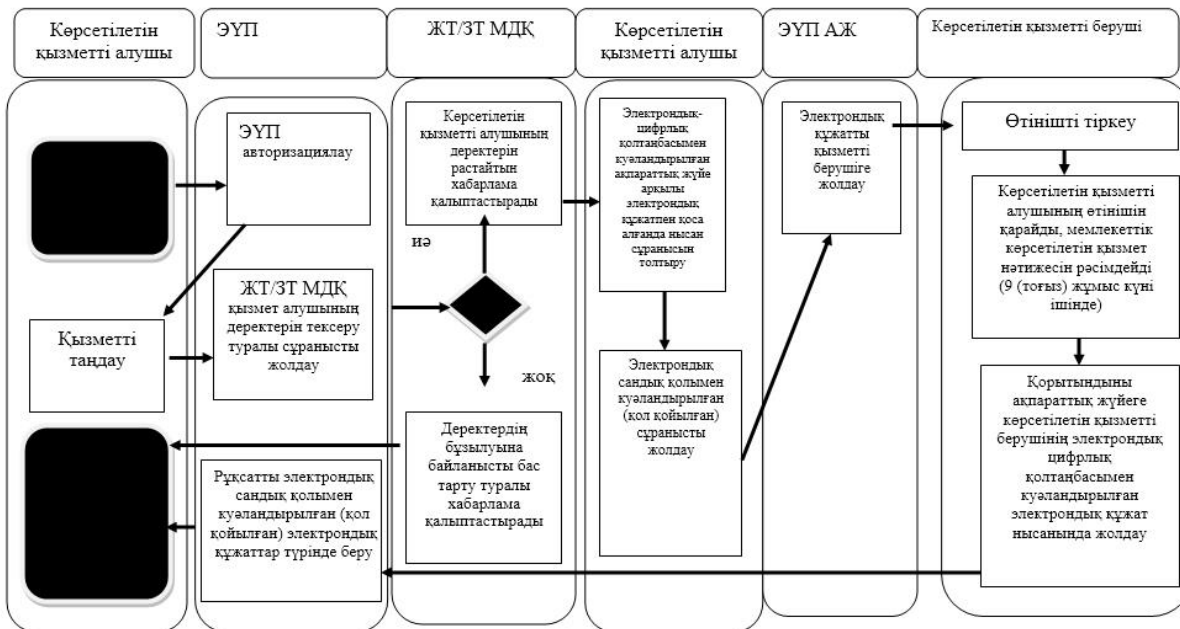 Көрсетілетін
қызметті алушы
ЭҮП
ЖТ/ЗТ МДҚ
Көрсетілетін
қызметті алушы
ЭҮП АЖ
Көрсетілетін қызметті беруші
ЭҮП
авторизациялау
Қызметті
таңдау
ЖТ/ЗТ МДҚ
қызмет алушының
деректерін тексеру
туралы сұранысты
жолдау
Рұқсатты электрондық
сандық қолымен
куәландырылған (қол
қойылған) электрондық
құжаттар түрінде беру
Көрсетілетін
қызметті алушының
деректерін
растайтын
хабарлама
қалыптастырады
иә
жоқ
Деректердің
бұзылуына
байланысты бас
тарту туралы
хабарлама
қалыптастырады
Электрондық-
цифрлық
қолтаңбасымен
куәландырылған
ақпараттық жүйе
арқылы
электрондық
құжатпен қоса
алғанда нысан
сұранысын
толтыру
Электрондық
сандық қолымен
куәландырылған
(қол қойылған)
сұранысты
жолдау
Электрондық
құжатты
қызметті
берушіге
жолдау
Өтінішті тіркеу
Көрсетілетін қызметті
алушының өтінішін
қарайды, мемлекеттік
көрсетілетін қызмет
нәтижесін рәсімдейді
(9 (тоғыз) жұмыс күні
ішінде)
Қорытындыны
ақпараттық жүйеге
көрсетілетін қызметті
берушінің электрондық
цифрлық
қолтаңбасымен
куәландырылған
электрондық құжат
нысанында жолдау